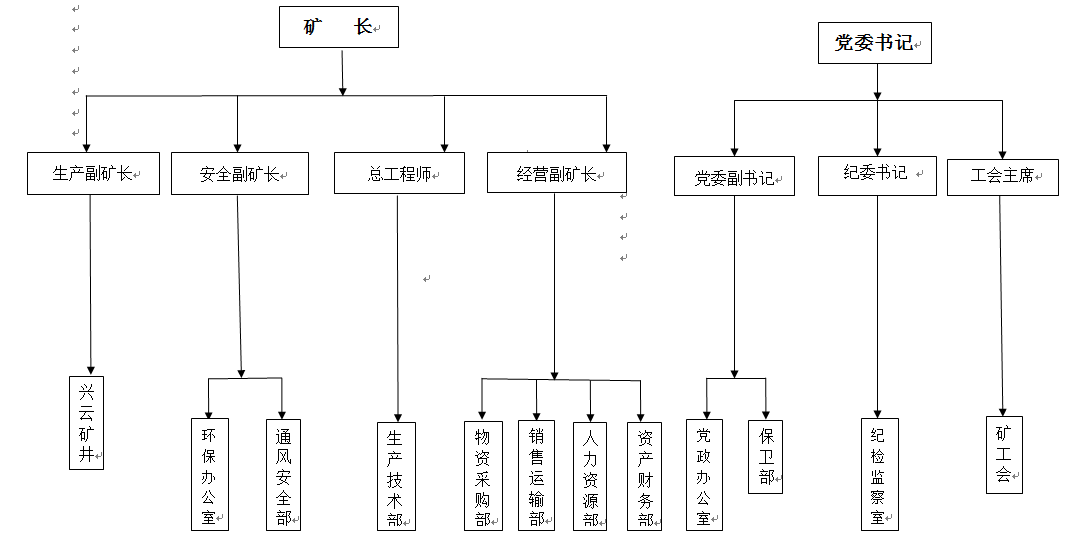 矿 长
党委书记
生产副矿长
安全副矿长
总工程师
经营副矿长
党委副书记
纪委书记
工会主席
兴云矿井
环保办公室
通风安全部
生产技术部
物资采购部
销售运输部
人力资源部
资产财务部
党政办公室
保卫部
纪检监察室
矿工会